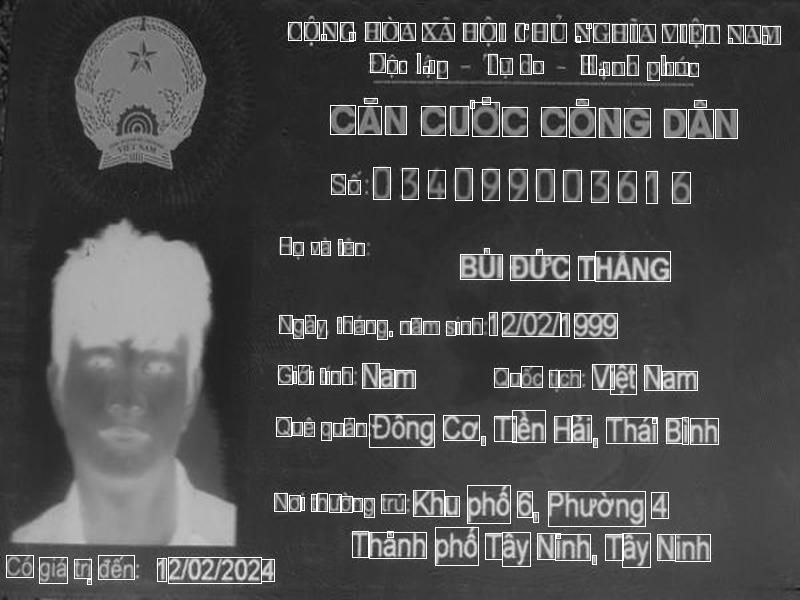 CỘNG HÒA XÃ HỘI CHỦ NGHĨA VIỆT NAM
Độc lập - Tự do - Hạnh phúc
CĂN CƯỚC CÔNG DÂN
Số: 034099003616
Họ và tên:
BÙI ĐỨC THẮNG
Ngày, tháng, năm sinh: 12/02/1999
Giới tính: Nam Quốc tịch: Việt Nam
Quê quán: Đông Cơ, Tiền Hải, Thái Bình
Nơi thường trú: Khu phố 6, Phường 4
Thành phố Tây Ninh, Tây Ninh
Có giá trị đến: 12/02/2024
VIỆT NAM